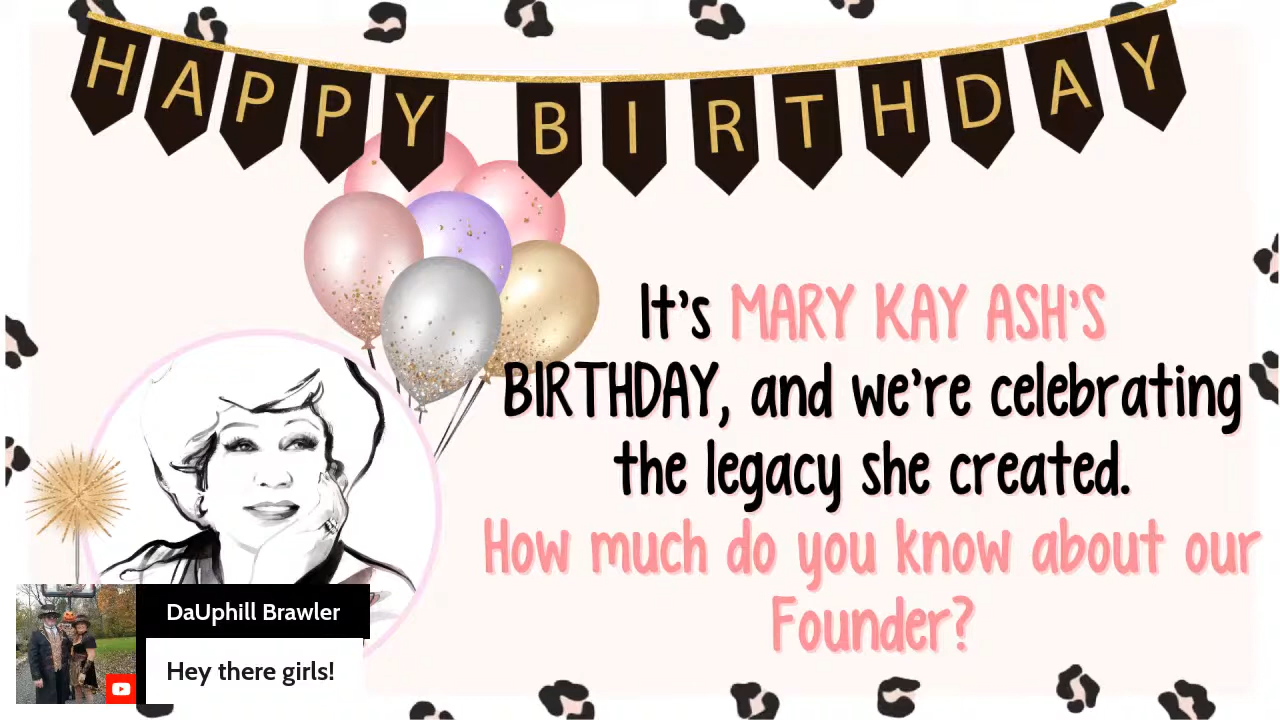 HAPPY BIRTHDAY
It's MARY KAY ASH'S
BIRTHDAY, and we're celebrating
the legacy she created.
How much do you know about our
Founder?
DaUphill Brawler
Hey there girls!